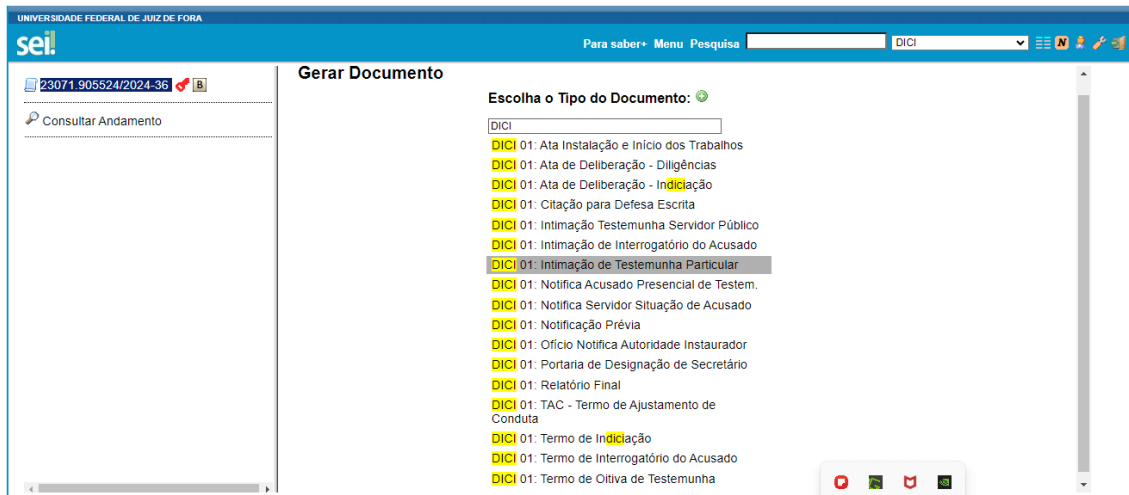 UNIVERSIDADE FEDERAL DE JUIZ DE FORA
sei!
Para saber+ Menu Pesquisa DICI
N
23071.905524/2024-36 B
Consultar Andamento
Gerar Documento
Escolha o Tipo do Documento:
DICI
DICI 01: Ata Instalação e Início dos Trabalhos
DICI 01: Ata de Deliberação - Diligências
DICI 01: Ata de Deliberação - Indiciação
DICI 01: Citação para Defesa Escrita
DICI 01: Intimação Testemunha Servidor Público
DICI 01: Intimação de Interrogatório do Acusado
DICI 01: Intimação de Testemunha Particular
DICI 01: Notifica Acusado Presencial de Testem.
DICI 01: Notifica Servidor Situação de Acusado
DICI 01: Notificação Prévia
DICI 01: Ofício Notifica Autoridade Instaurador
DICI 01: Portaria de Designação de Secretário
DICI 01: Relatório Final
DICI 01: TAC - Termo de Ajustamento de
Conduta
DICI 01: Termo de Indiciação
DICI 01: Termo de Interrogatório do Acusado
DICI 01: Termo de Oitiva de Testemunha